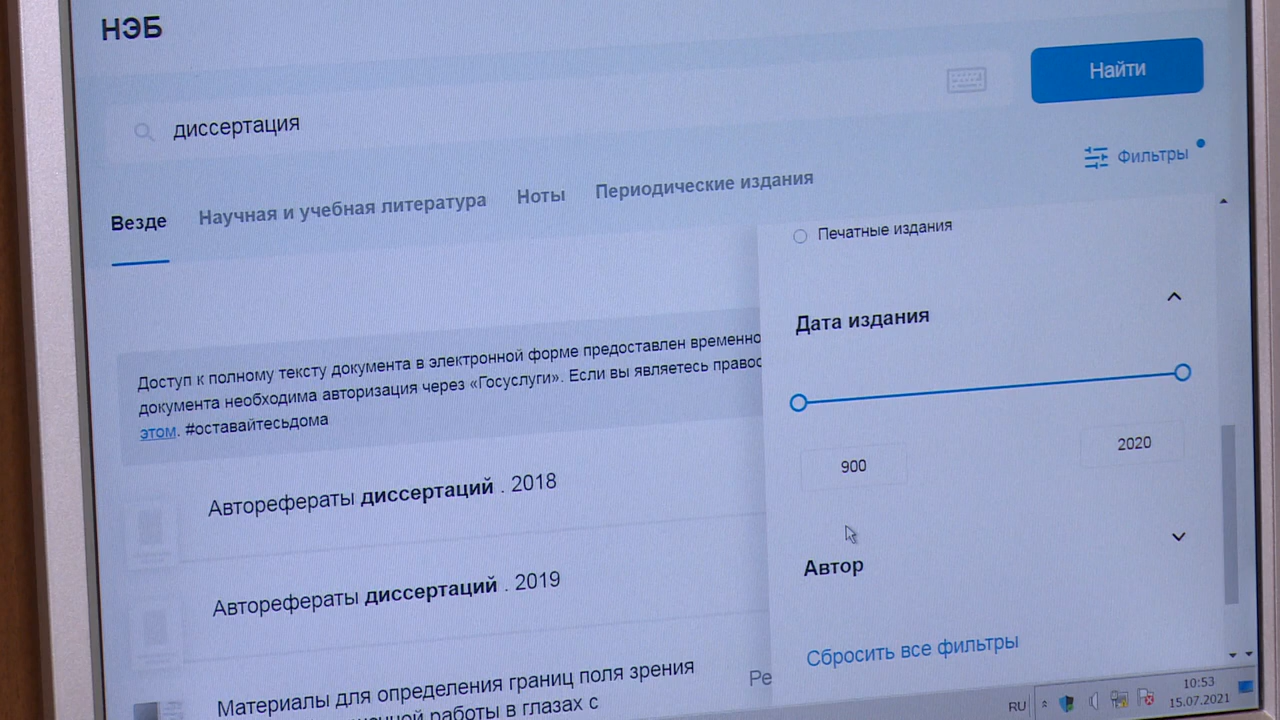 НЭБ
диссертация
Найти
Фильтры
Везде
Научная и учебная литература
Ноты
Периодические издания
Печатные издания
Дата издания
900
2020
Автор
Сбросить все фильтры
Доступ к полному тексту документа в электронной форме предоставлен временно
документа необходима авторизация через «Госуслуги». Если вы являетесь правос
этом. #оставайтесьдома
Авторефераты диссертаций . 2018
Авторефераты диссертаций . 2019
Материалы для определения границ поля зрения
Ре
работы в глазах с
RU
10:53
15.07.2021